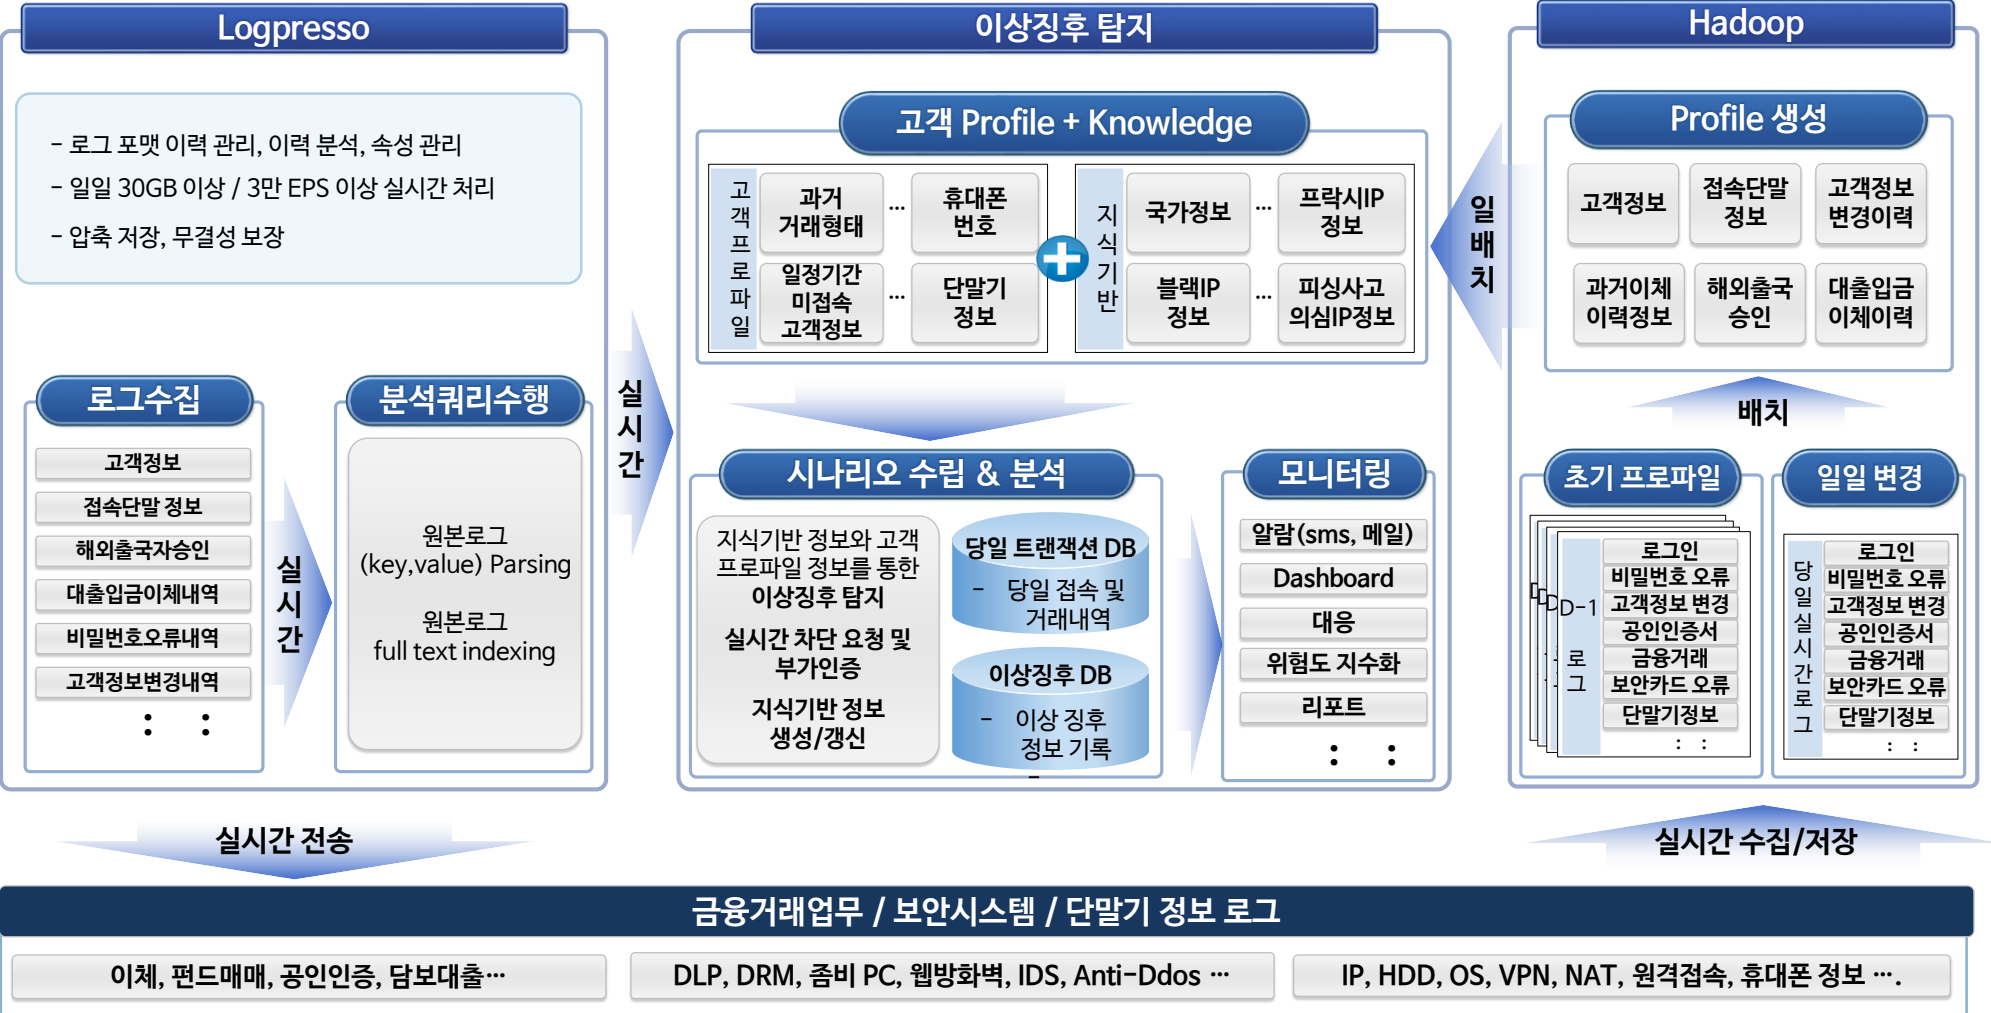 Logpresso
- 로그 포맷 이력 관리, 이력 분석, 속성 관리
- 일일 30GB 이상 / 3만 EPS 이상 실시간 처리
- 압축 저장, 무결성 보장
로그수집
고객정보
접속단말 정보
해외출국자승인
대출입금이체내역
비밀번호오류내역
고객정보변경내역
: :
실시간
분석쿼리수행
원본로그
(key,value) Parsing
원본로그
full text indexing
실시간
이상징후 탐지
고객 Profile + Knowledge
고객프로파일
과거
거래형태
...
휴대폰
번호
일정기간
미접속
고객정보
...
단말기
정보
지식기반
국가정보
...
프락시IP
정보
블랙IP
정보
...
피싱사고
의심IP정보
시나리오 수립 & 분석
지식기반 정보와 고객
프로파일 정보를 통한
이상징후 탐지
실시간 차단 요청 및
부가인증
지식기반 정보
생성/갱신
당일 트랜잭션 DB
- 당일 접속 및
거래내역
이상징후 DB
- 이상 징후
정보 기록
-
모니터링
알람(sms, 메일)
Dashboard
대응
위험도 지수화
리포트
: :
일배치
Hadoop
Profile 생성
고객정보
접속단말
정보
고객정보
변경이력
과거이체
이력정보
해외출국
승인
대출입금
이체이력
배치
초기 프로파일
D-1
로그
로그인
비밀번호 오류
고객정보 변경
공인인증서
금융거래
보안카드 오류
단말기정보
: :
일일 변경
당일실시간로그
로그인
비밀번호 오류
고객정보 변경
공인인증서
금융거래
보안카드 오류
단말기정보
: :
실시간 전송
실시간 수집/저장
금융거래업무 / 보안시스템 / 단말기 정보 로그
이체, 펀드매매, 공인인증, 담보대출…
DLP, DRM, 좀비 PC, 웹방화벽, IDS, Anti-Ddos …
IP, HDD, OS, VPN, NAT, 원격접속, 휴대폰 정보 ….